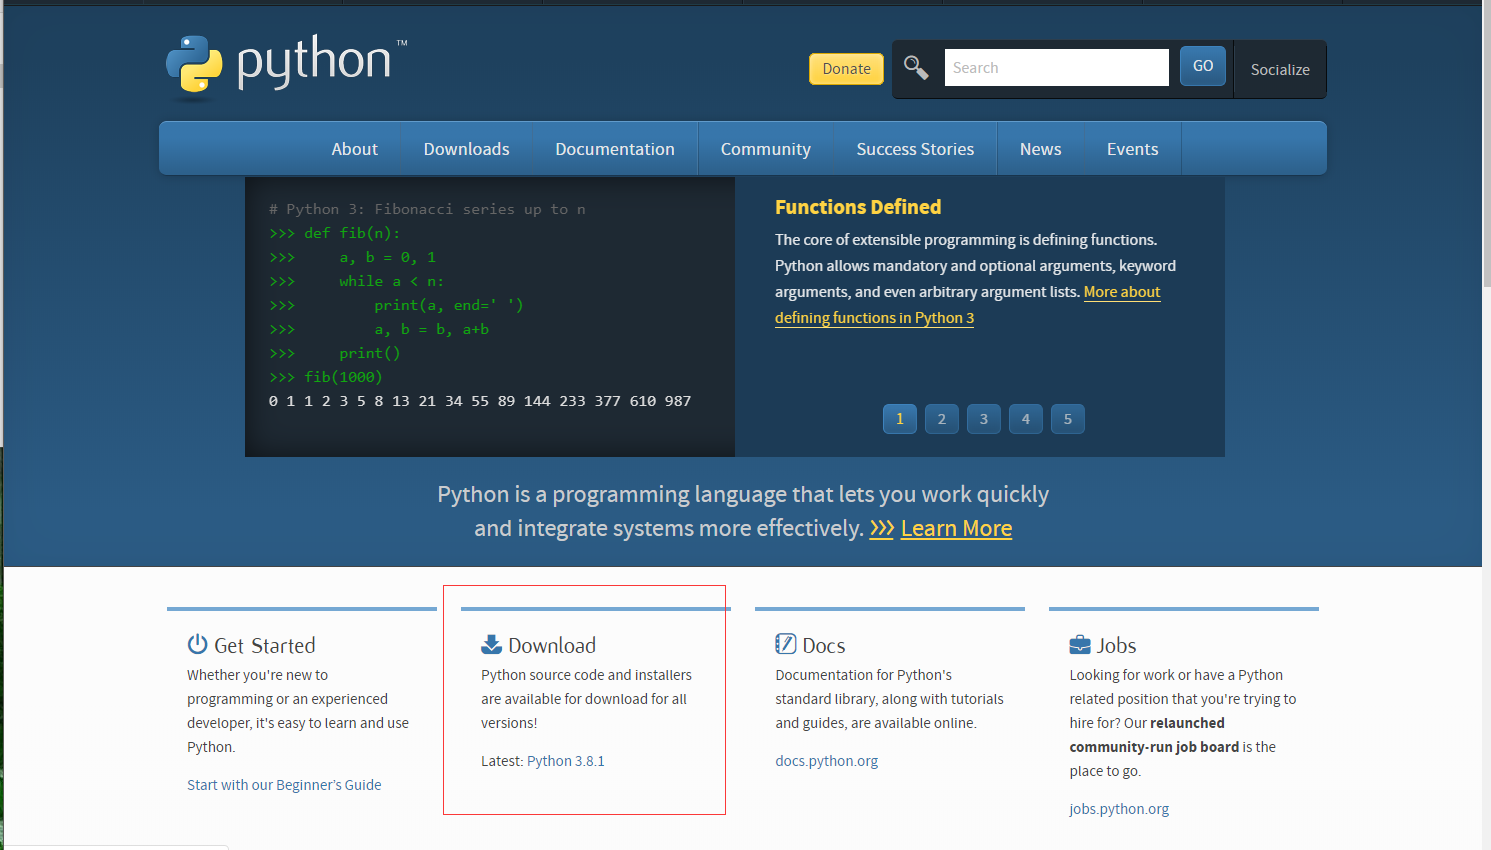 python™
Donate
Search
GO
Socialize
About
Downloads
Documentation
Community
Success Stories
News
Events
# Python 3: Fibonacci series up to n
>>> def fib(n):
>>>     a, b = 0, 1
>>>     while a < n:
>>>         print(a, end=' ')
>>>         a, b = b, a+b
>>>     print()
>>> fib(1000)
0 1 1 2 3 5 8 13 21 34 55 89 144 233 377 610 987
Functions Defined
The core of extensible programming is defining functions.
Python allows mandatory and optional arguments, keyword
arguments, and even arbitrary argument lists. More about
defining functions in Python 3
1 2 3 4 5
Python is a programming language that lets you work quickly
and integrate systems more effectively. >>> Learn More
Get Started
Whether you're new to
programming or an experienced
developer, it's easy to learn and use
Python.
Start with our Beginner's Guide
Download
Python source code and installers
are available for download for all
versions!
Latest: Python 3.8.1
Docs
Documentation for Python's
standard library, along with tutorials
and guides, are available online.
docs.python.org
Jobs
Looking for work or have a Python
related position that you're trying to
hire for? Our relaunched
community-run job board is the
place to go.
jobs.python.org